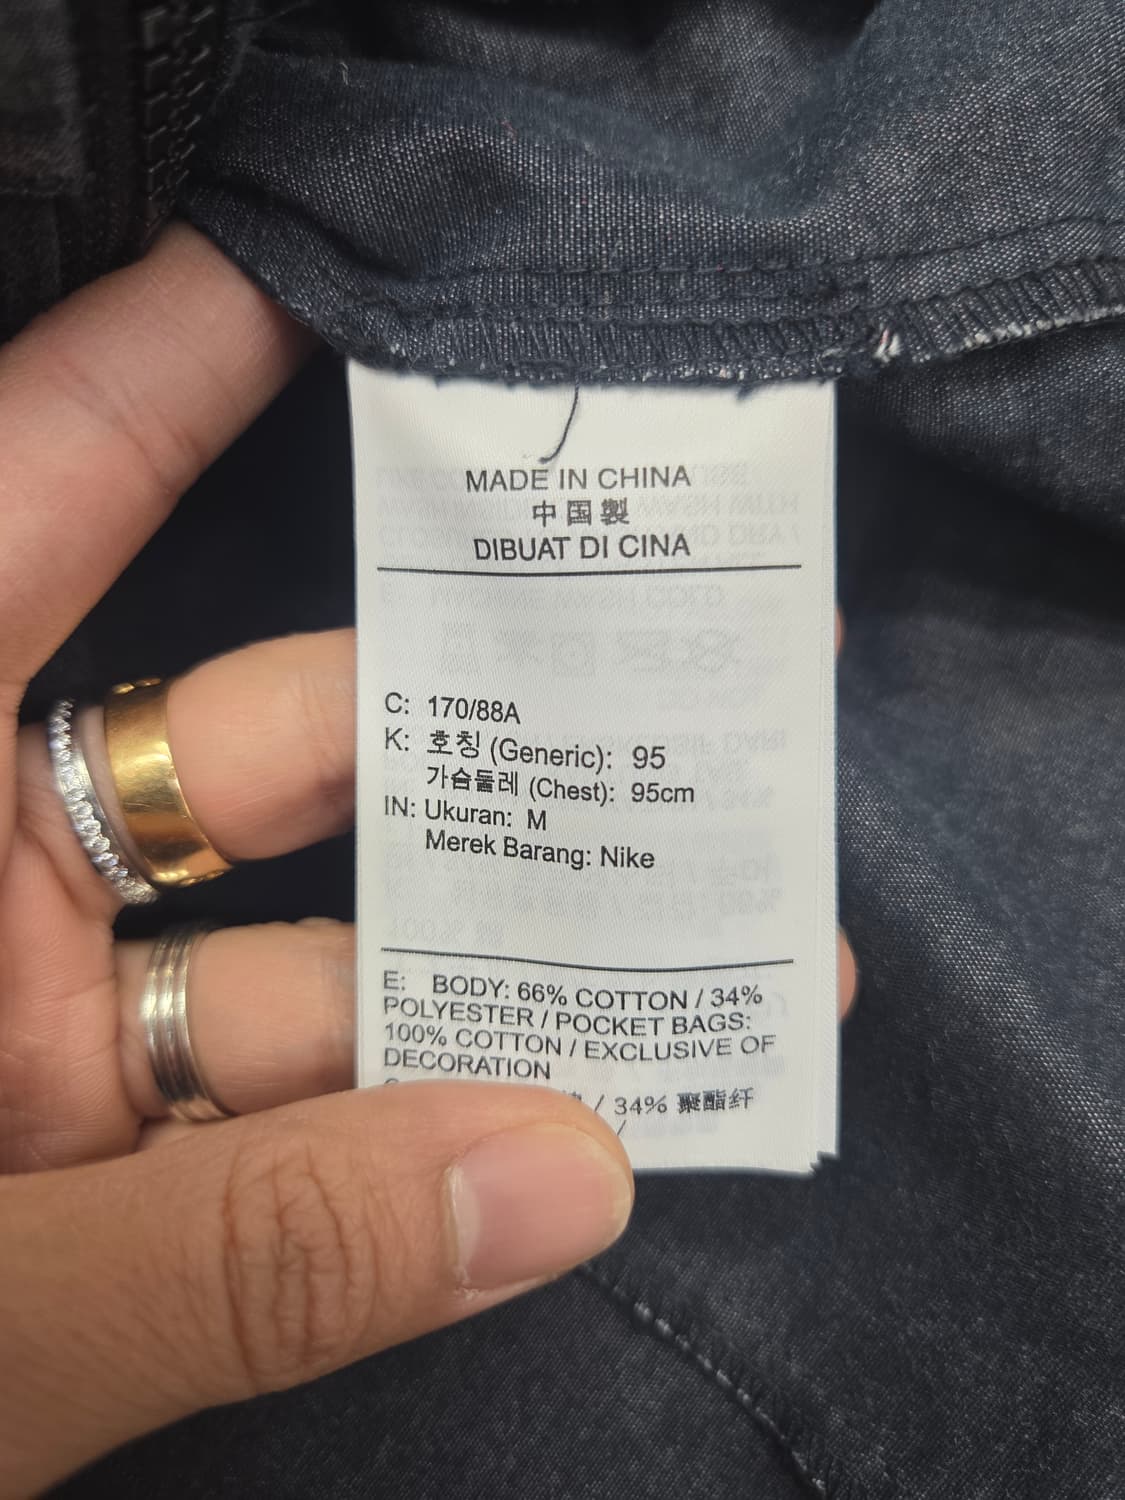 MADE IN CHINA
中国製
DIBUAT DI CINA
C: 170/88A
K: 호칭 (Generic): 95
가슴둘레 (Chest): 95cm
IN: Ukuran: M
Merek Barang: Nike
E: BODY: 66% COTTON / 34%
POLYESTER / POCKET BAGS:
100% COTTON / EXCLUSIVE OF
DECORATION
/ 34% 聚酯纤
/